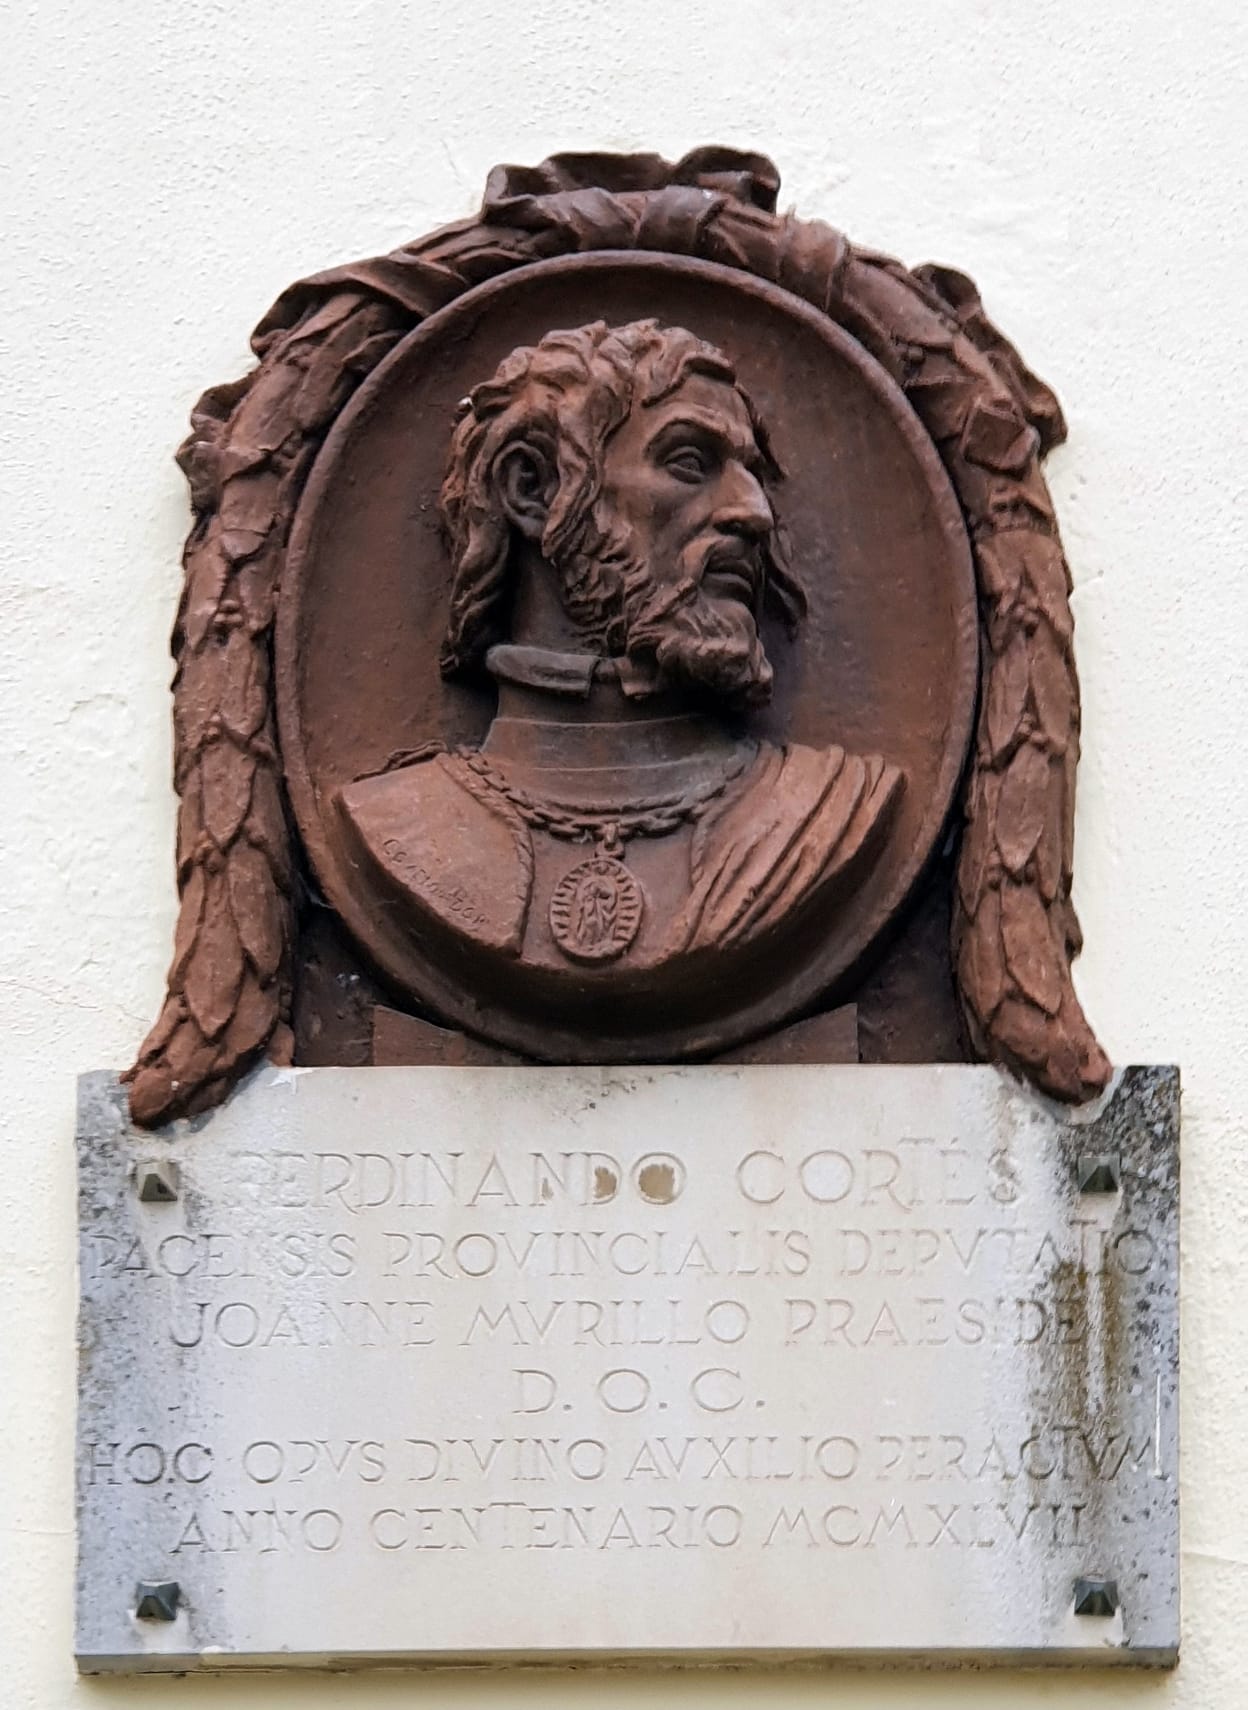 FERDINANDO CORTÉS
PACENSIS PROVINCIALIS DEPVTATIO
JOANNE MVRILLO PRAESIDE
D.O.C.
HOC OPVS DIVINO AVXILIO PERACTVM
ANNO CENTENARIO MCMXLVII